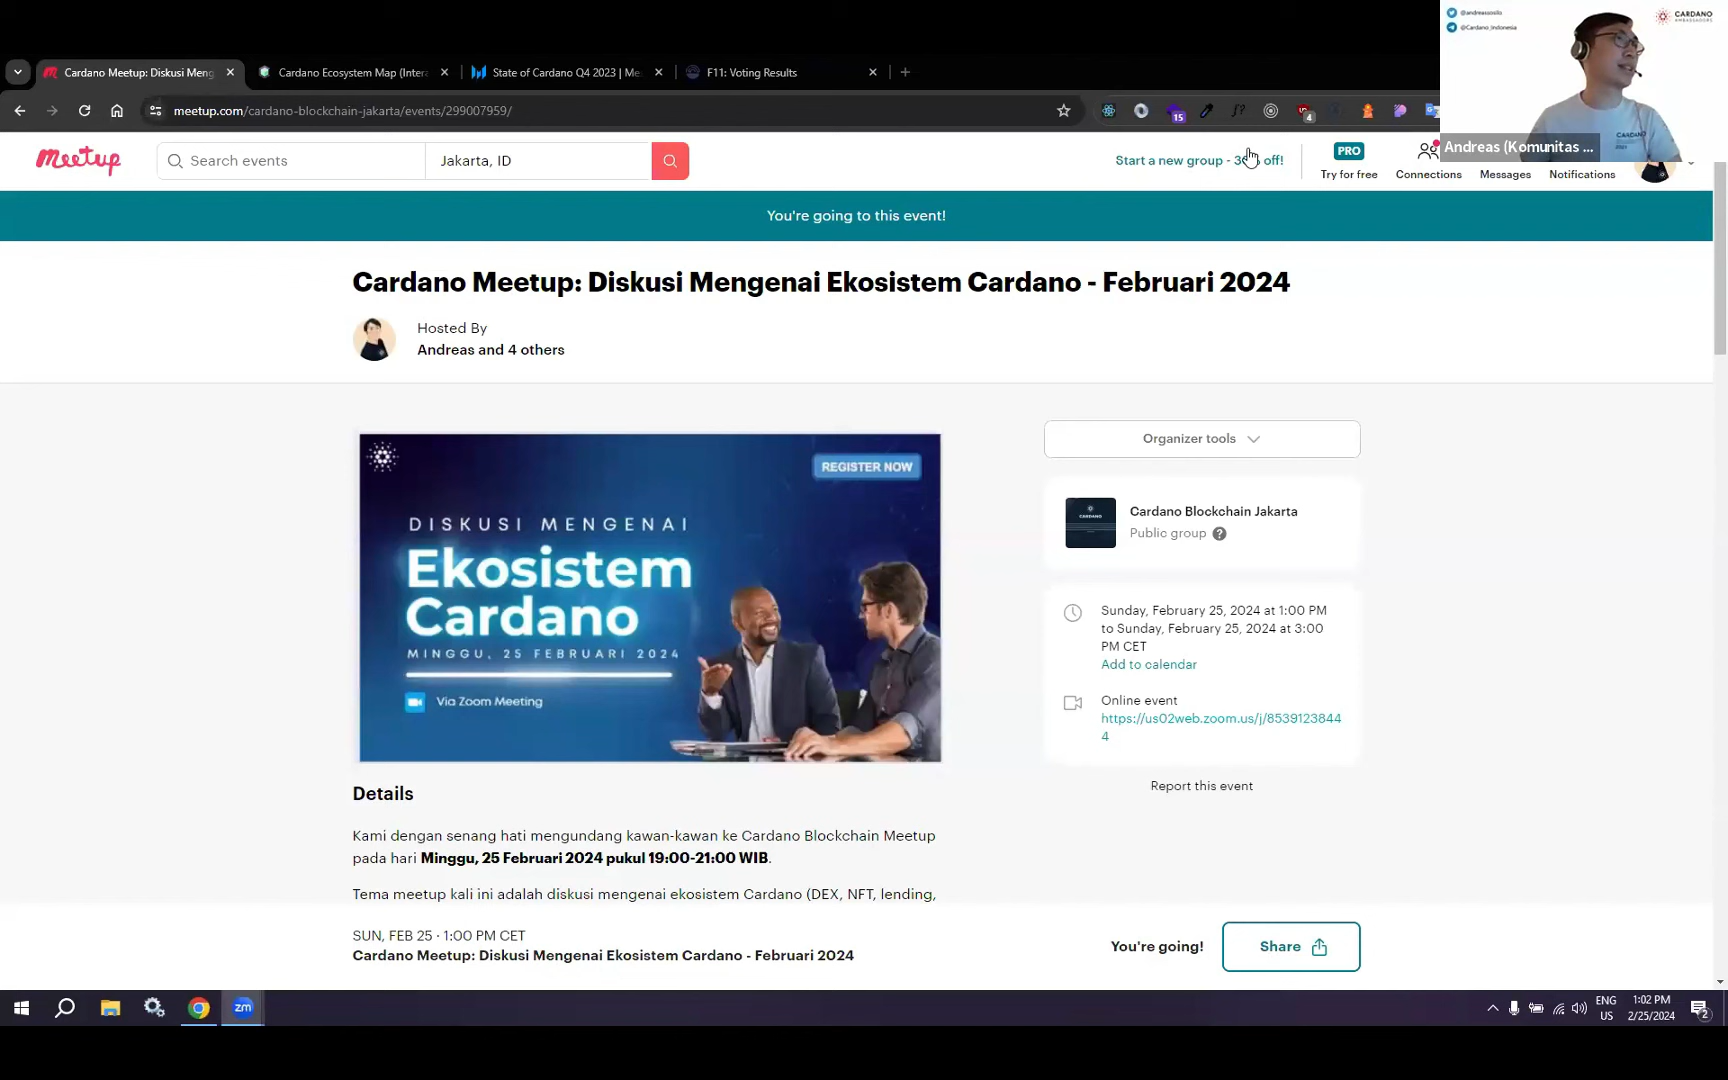 @andreassosilo
@Cardano_Indonesia
CARDANO
AMBASSADORS
Cardano Meetup: Diskusi Meng
Cardano Ecosystem Map (Intera
State of Cardano Q4 2023 | Me
F11: Voting Results
meetup.com/cardano-blockchain-jakarta/events/299007959/
15
4
Andreas (Komunitas ...
meetup
Search events
Jakarta, ID
Start a new group - 3 off!
PRO
Try for free
Connections
Messages
Notifications
You're going to this event!
Cardano Meetup: Diskusi Mengenai Ekosistem Cardano - Februari 2024
Hosted By
Andreas and 4 others
REGISTER NOW
DISKUSI MENGENAI
Ekosistem
Cardano
MINGGU, 25 FEBRUARI 2024
Via Zoom Meeting
Organizer tools
CARDANO
Cardano Blockchain Jakarta
Public group
Sunday, February 25, 2024 at 1:00 PM
to Sunday, February 25, 2024 at 3:00
PM CET
Add to calendar
Online event
https://us02web.zoom.us/j/8539123844
4
Report this event
Details
Kami dengan senang hati mengundang kawan-kawan ke Cardano Blockchain Meetup
pada hari Minggu, 25 Februari 2024 pukul 19:00-21:00 WIB.
Tema meetup kali ini adalah diskusi mengenai ekosistem Cardano (DEX, NFT, lending,
SUN, FEB 25 · 1:00 PM CET
Cardano Meetup: Diskusi Mengenai Ekosistem Cardano - Februari 2024
You're going!
Share
zm
ENG
US
1:02 PM
2/25/2024
2